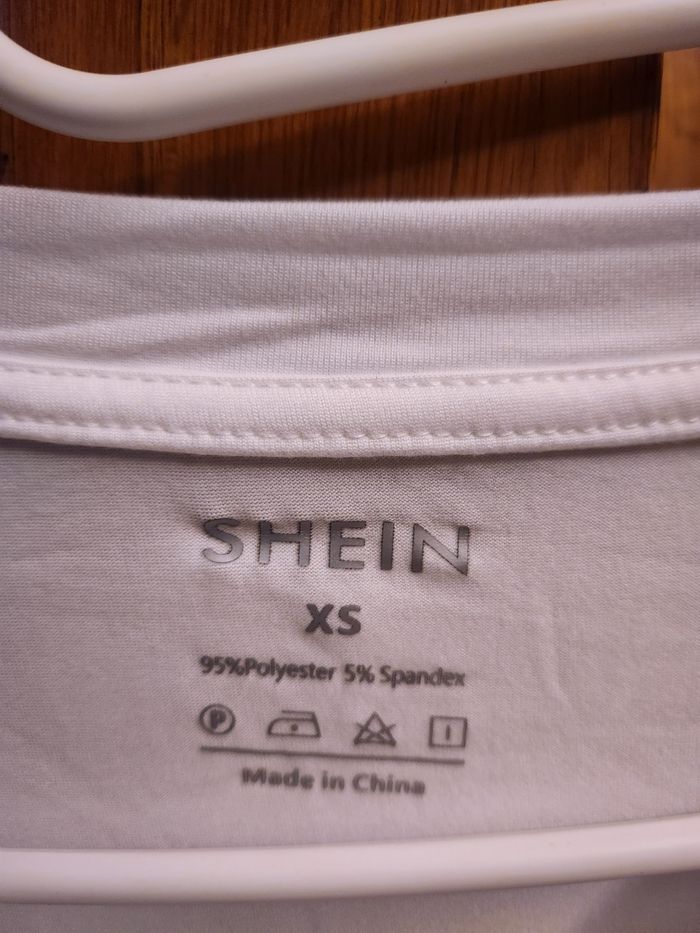 SHEIN
XS
95%Polyester 5% Spandex
P
Made in China